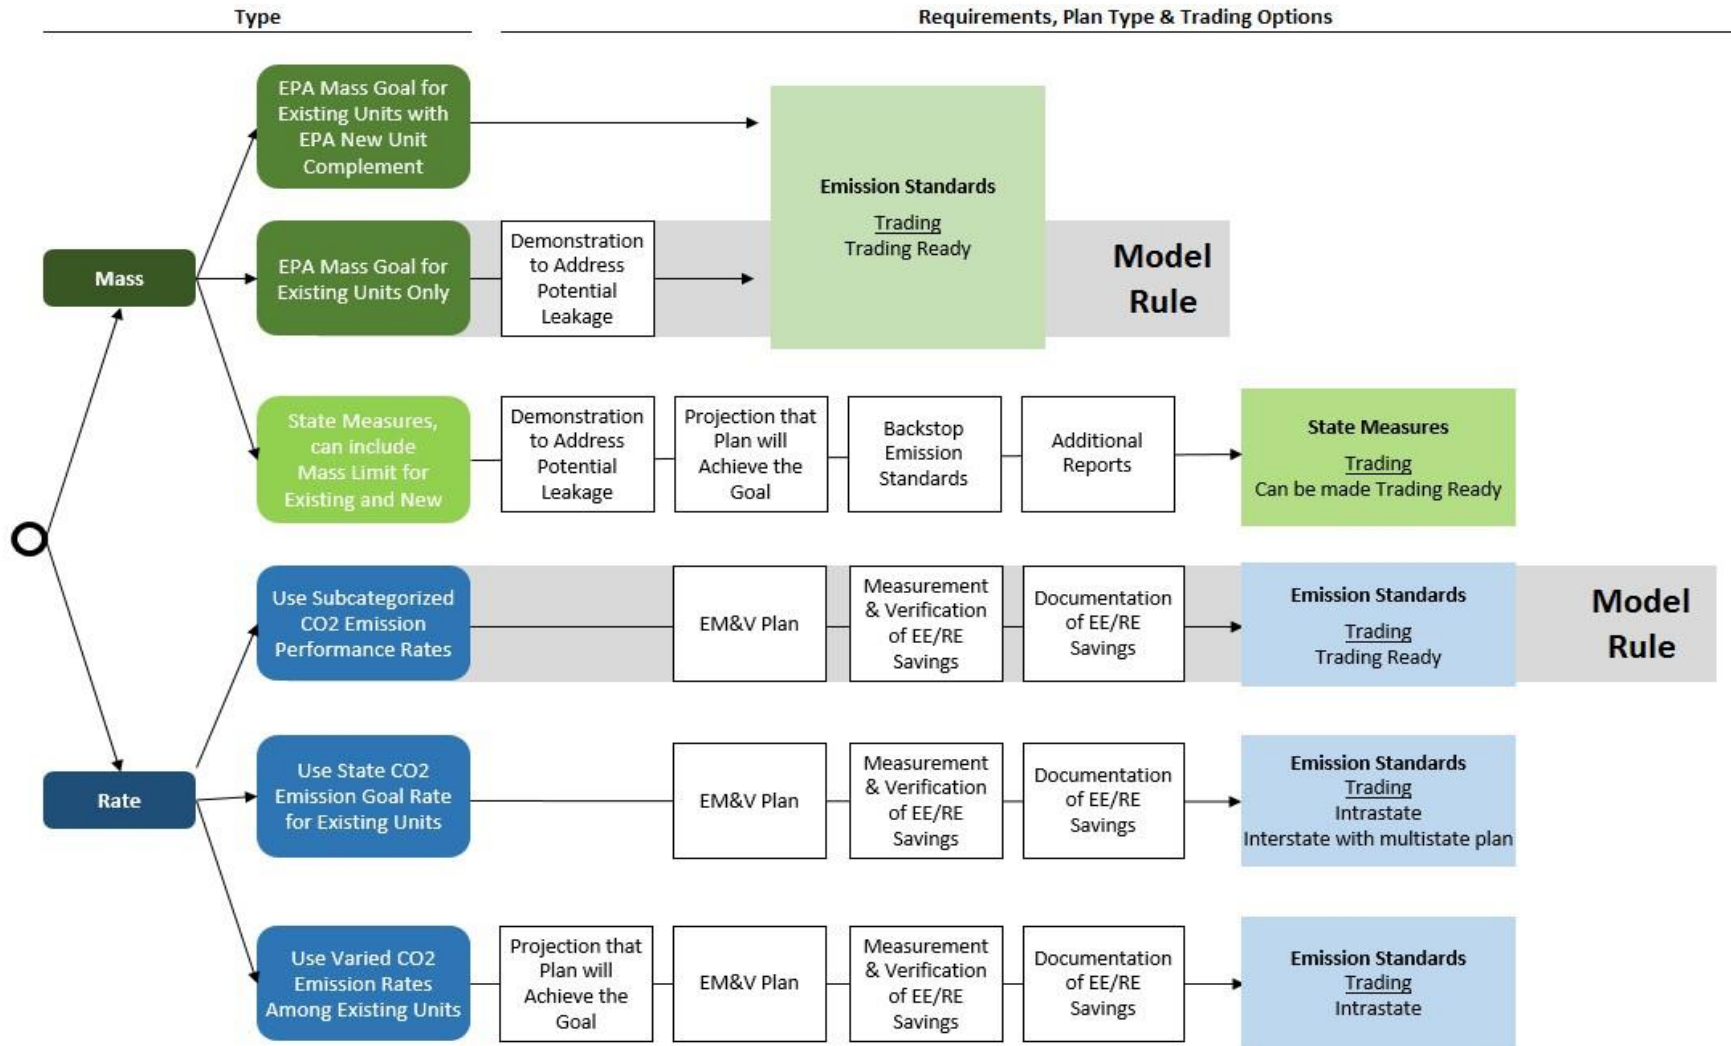 Type
Requirements, Plan Type & Trading Options
EPA Mass Goal for
Existing Units with
EPA New Unit
Complement
Emission Standards
Trading
Trading Ready
Mass
EPA Mass Goal for
Existing Units Only
Demonstration
to Address
Potential
Leakage
Model
Rule
State Measures,
can include
Mass Limit for
Existing and New
Demonstration
to Address
Potential
Leakage
Projection that
Plan will
Achieve the
Goal
Backstop
Emission
Standards
Additional
Reports
State Measures
Trading
Can be made Trading Ready
Use Subcategorized
CO2 Emission
Performance Rates
EM&V Plan
Measurement
& Verification
of EE/RE
Savings
Documentation
of EE/RE
Savings
Emission Standards
Trading
Trading Ready
Model
Rule
Rate
Use State CO2
Emission Goal Rate
for Existing Units
EM&V Plan
Measurement
& Verification
of EE/RE
Savings
Documentation
of EE/RE
Savings
Emission Standards
Trading
Intrastate
Interstate with multistate plan
Use Varied CO2
Emission Rates
Among Existing Units
Projection that
Plan will
Achieve the
Goal
EM&V Plan
Measurement
& Verification
of EE/RE
Savings
Documentation
of EE/RE
Savings
Emission Standards
Trading
Intrastate